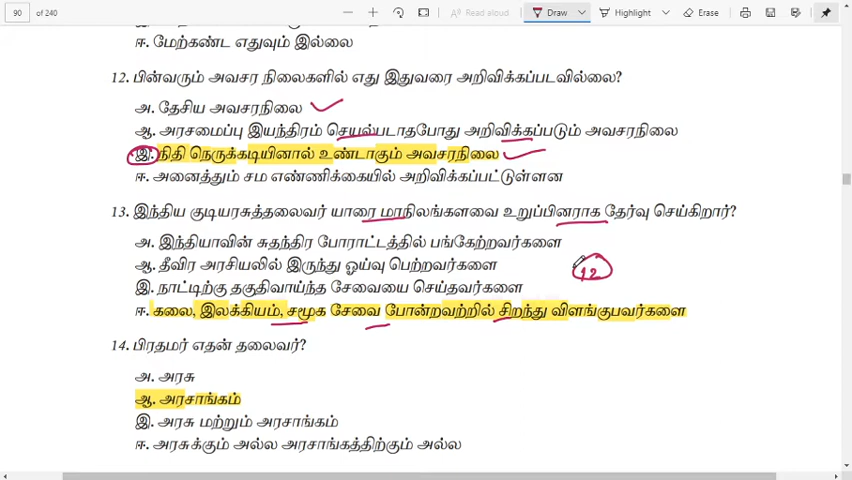 90 of 240 Read aloud Draw Highlight Erase
ஈ. மேற்கண்ட எதுவும் இல்லை
12. பின்வரும் அவசர நிலைகளில் எது இதுவரை அறிவிக்கப்படவில்லை?
அ. தேசிய அவசரநிலை
ஆ. அரசமைப்பு இயந்திரம் செயல்படாதபோது அறிவிக்கப்படும் அவசரநிலை
இ. நிதி நெருக்கடியினால் உண்டாகும் அவசரநிலை
ஈ. அனைத்தும் சம எண்ணிக்கையில் அறிவிக்கப்பட்டுள்ளன
13. இந்திய குடியரசுத்தலைவர் யாரை மாநிலங்களவை உறுப்பினராக தேர்வு செய்கிறார்?
அ. இந்தியாவின் சுதந்திர போராட்டத்தில் பங்கேற்றவர்களை
ஆ. தீவிர அரசியலில் இருந்து ஓய்வு பெற்றவர்களை
12
இ. நாட்டிற்கு தகுதிவாய்ந்த சேவையை செய்தவர்களை
ஈ. கலை, இலக்கியம், சமூக சேவை போன்றவற்றில் சிறந்து விளங்குபவர்களை
14. பிரதமர் எதன் தலைவர்?
அ. அரசு
ஆ. அரசாங்கம்
இ. அரசு மற்றும் அரசாங்கம்
ஈ. அரசுக்கும் அல்ல அரசாங்கத்திற்கும் அல்ல